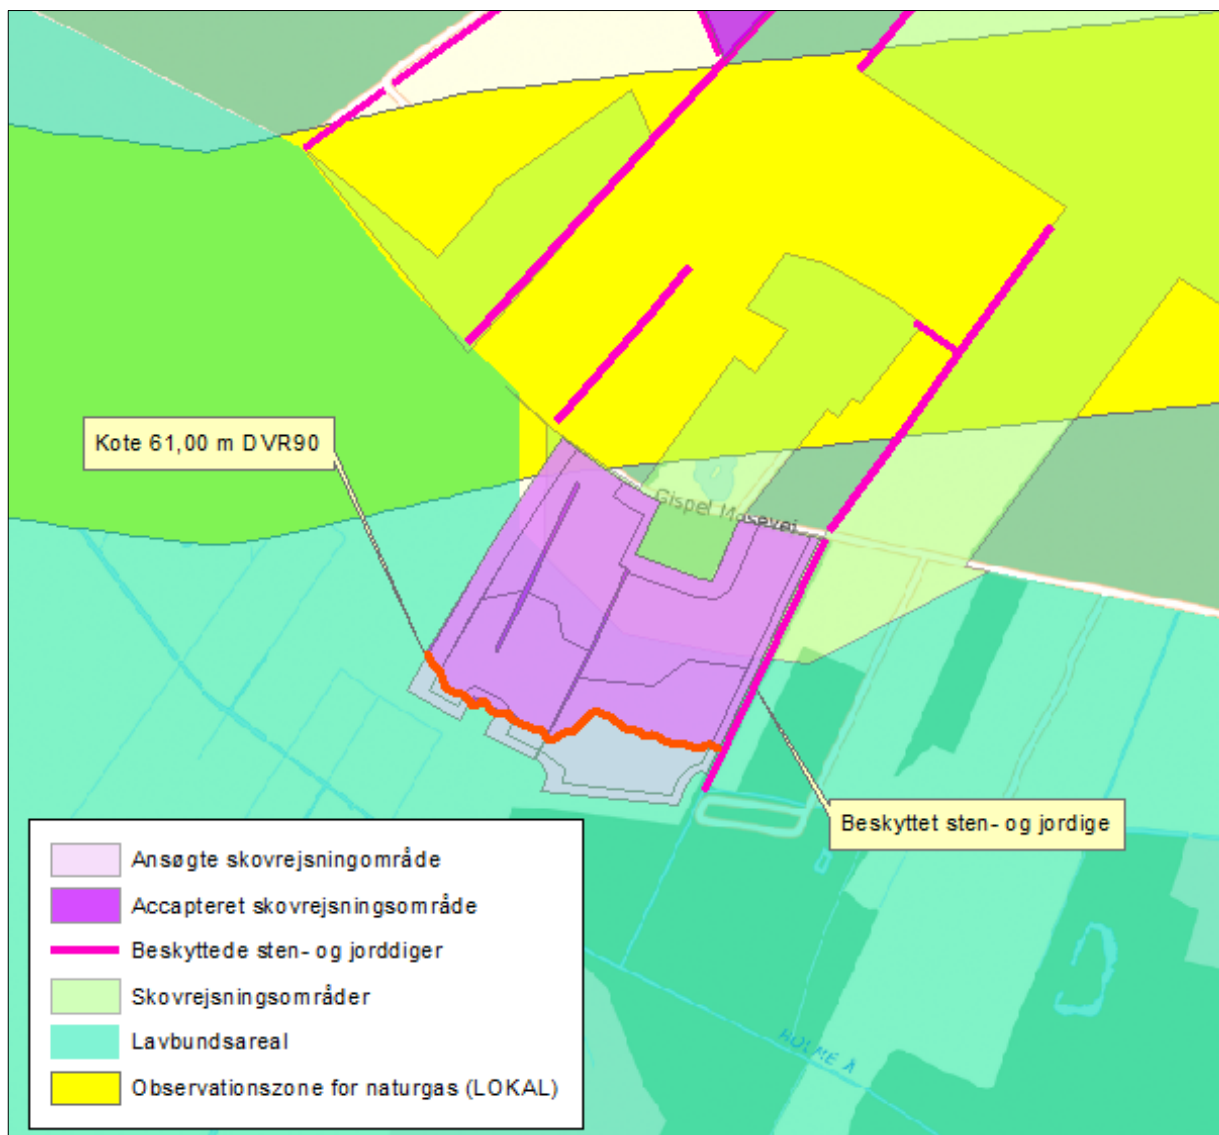 Kote 61,00 m DVR90
Gispel Mosevej
Beskyttet sten- og jordige
Ansøgte skovrejsningområde
Accapteret skovrejsningsområde
Beskyttede sten- og jorddiger
Skovrejsningsområder
Lavbundsareal
Observationszone for naturgas (LOKAL)
HOLME Å